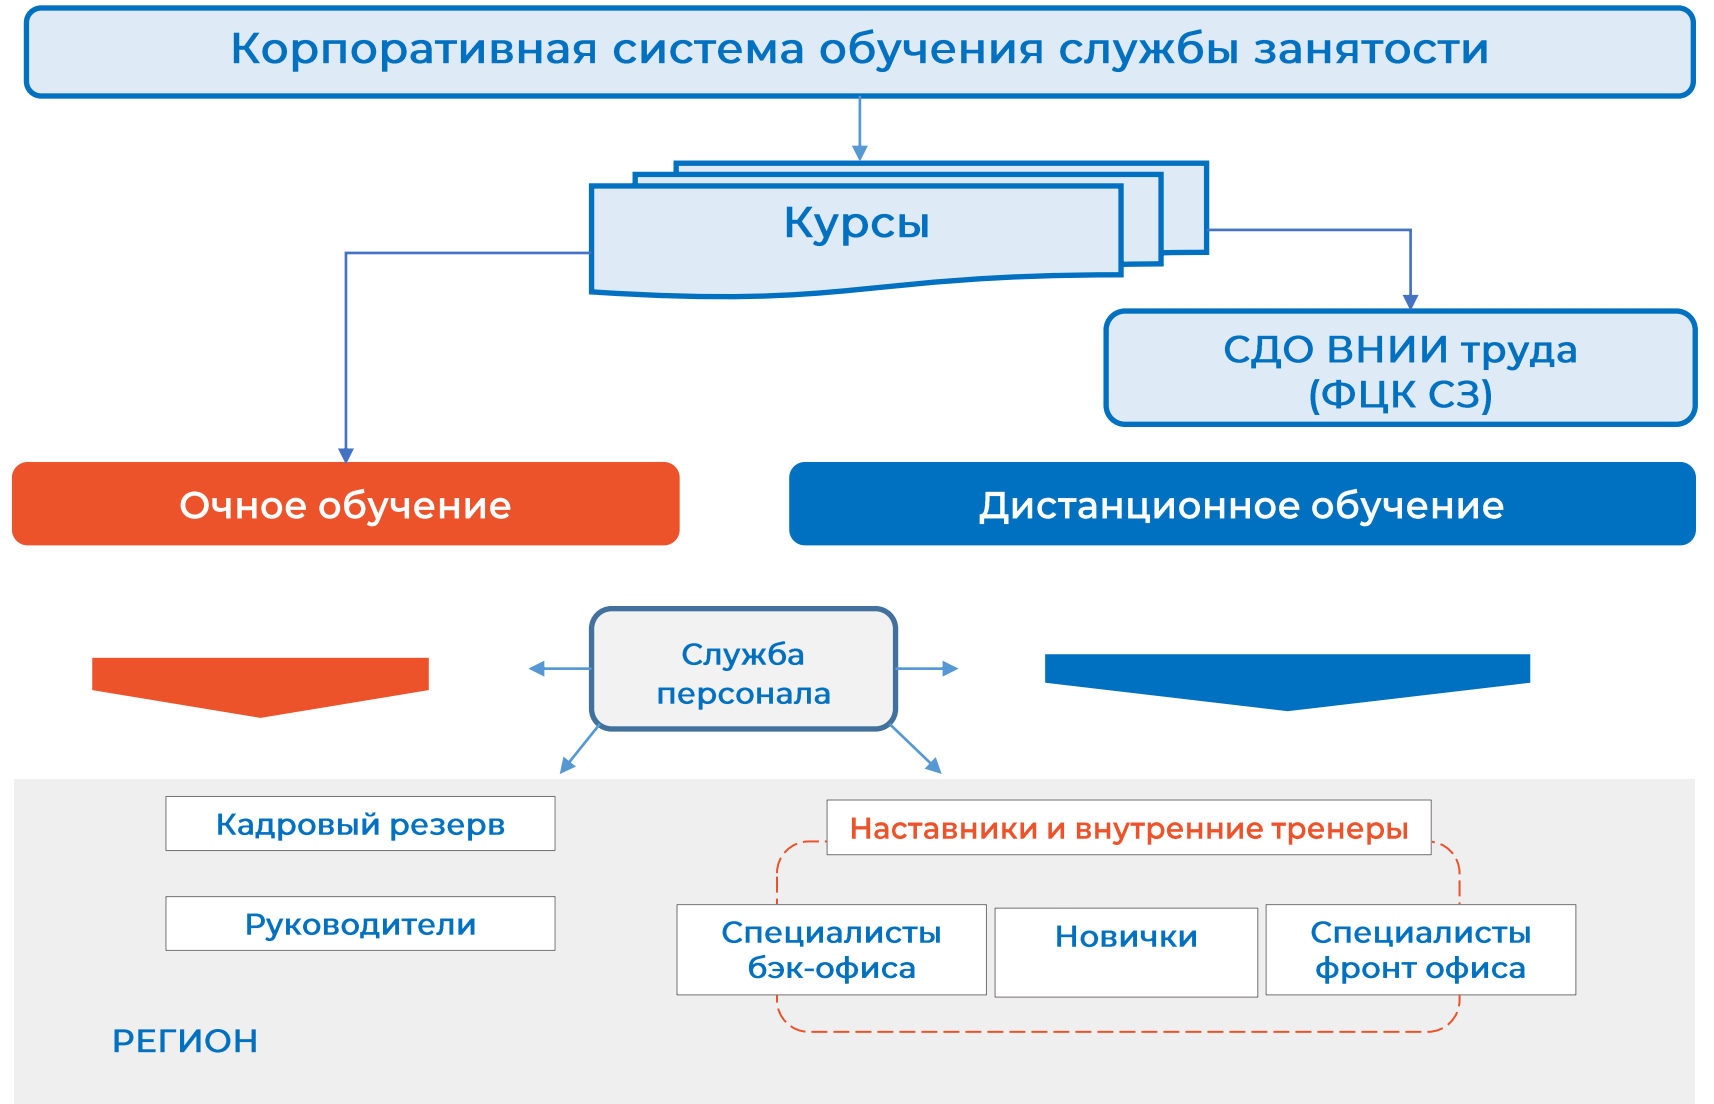 Корпоративная система обучения службы занятости
Курсы
СДО ВНИИ труда
(ФЦК СЗ)
Очное обучение
Дистанционное обучение
Служба
персонала
Кадровый резерв
Наставники и внутренние тренеры
Руководители
Специалисты
бэк-офиса
Новички
Специалисты
фронт офиса
РЕГИОН